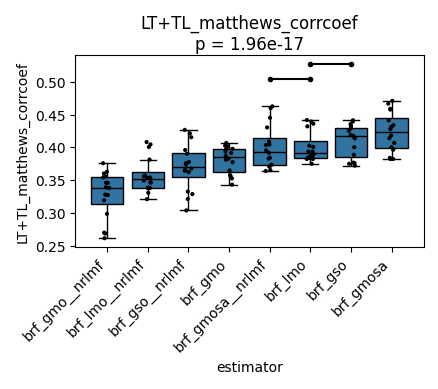 LT+TL_matthews_corrcoef
p = 1.96e-17
LT+TL_matthews_corrcoef
0.50
0.45
0.40
0.35
0.30
0.25
brf_gmo__nrlmf
brf_lmo__nrlmf
brf_gso__nrlmf
brf_gmo
brf_gmosa__nrlmf
brf_lmo
brf_gso
brf_gmosa
estimator